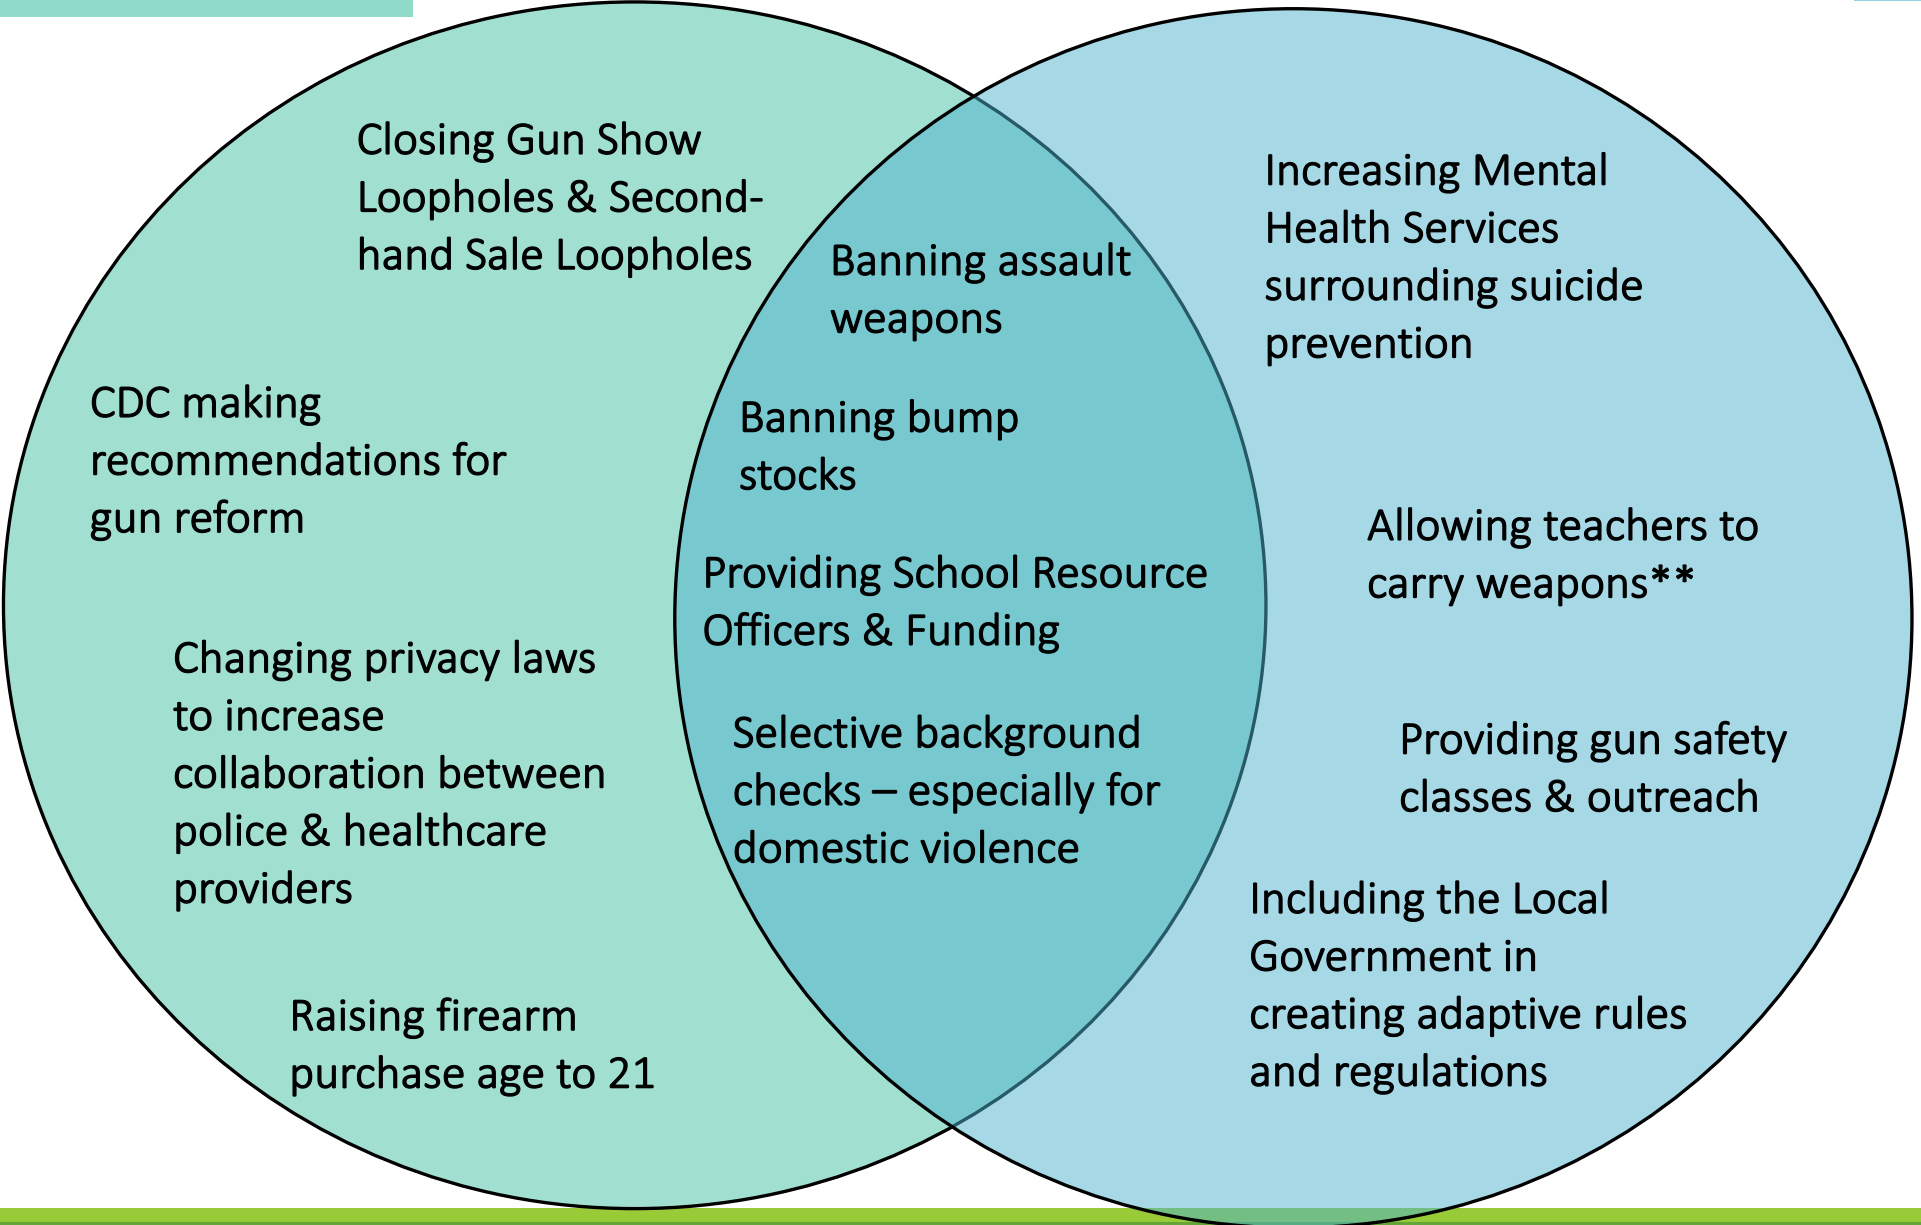 Closing Gun Show
Loopholes & Second-
hand Sale Loopholes
CDC making
recommendations for
gun reform
Changing privacy laws
to increase
collaboration between
police & healthcare
providers
Raising firearm
purchase age to 21
Banning assault
weapons
Banning bump
stocks
Providing School Resource
Officers & Funding
Selective background
checks – especially for
domestic violence
Increasing Mental
Health Services
surrounding suicide
prevention
Allowing teachers to
carry weapons**
Providing gun safety
classes & outreach
Including the Local
Government in
creating adaptive rules
and regulations